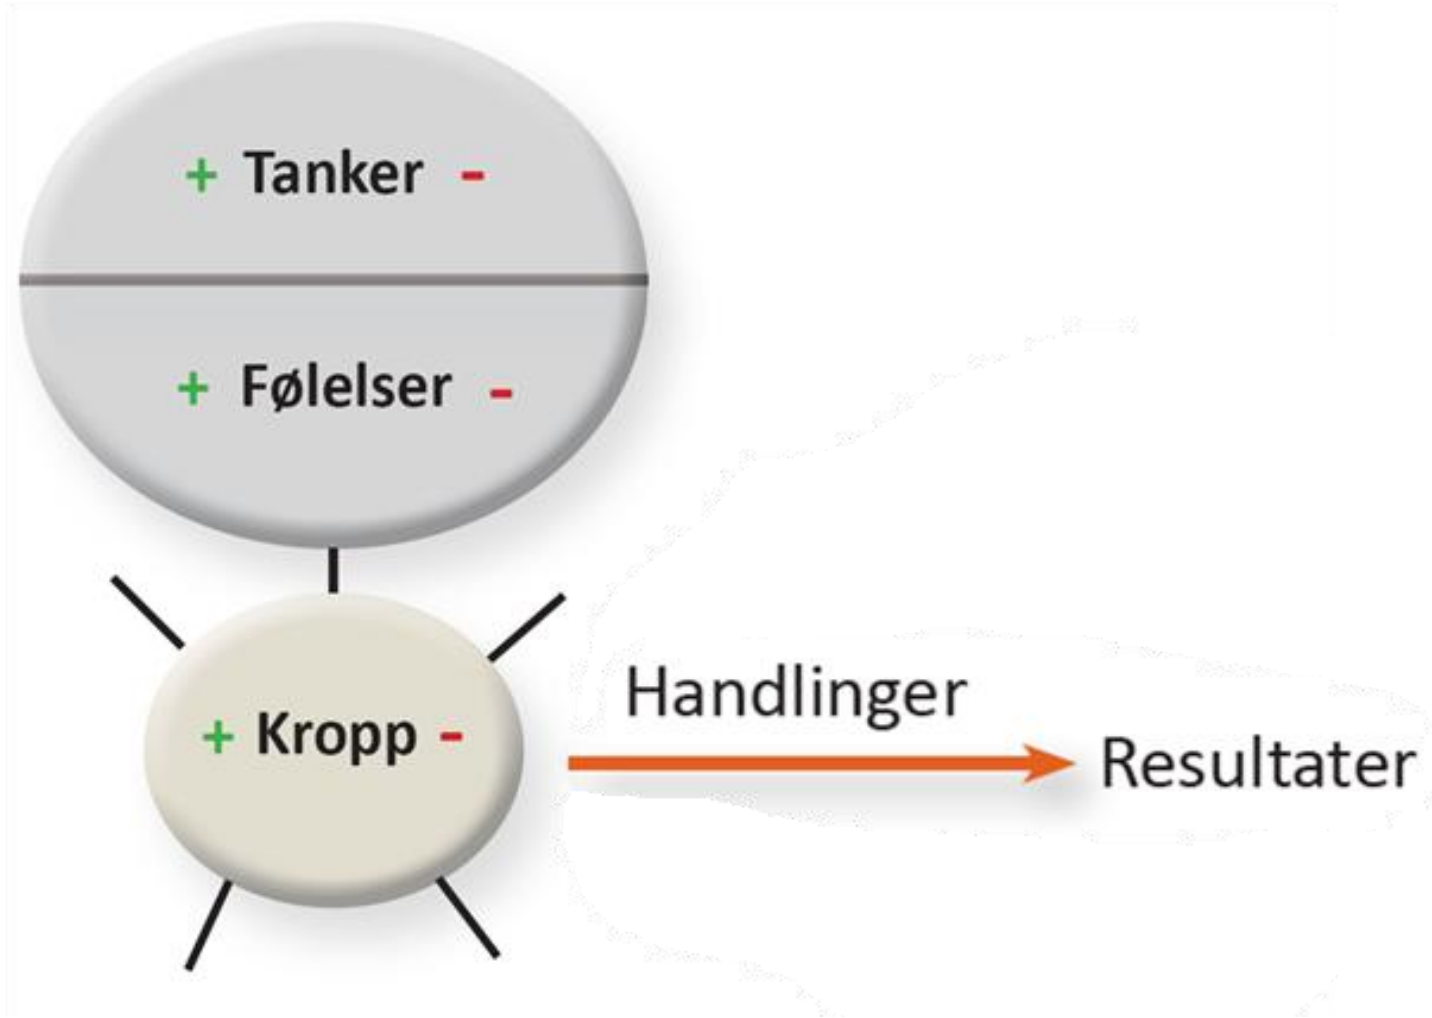 + Tanker -
+ Følelser -
+ Kropp -
Handlinger
Resultater